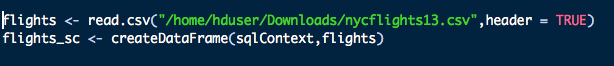 flights <- read.csv("/home/hduser/Downloads/nycflights13.csv",header = TRUE)
flights_sc <- createDataFrame(sqlContext,flights)